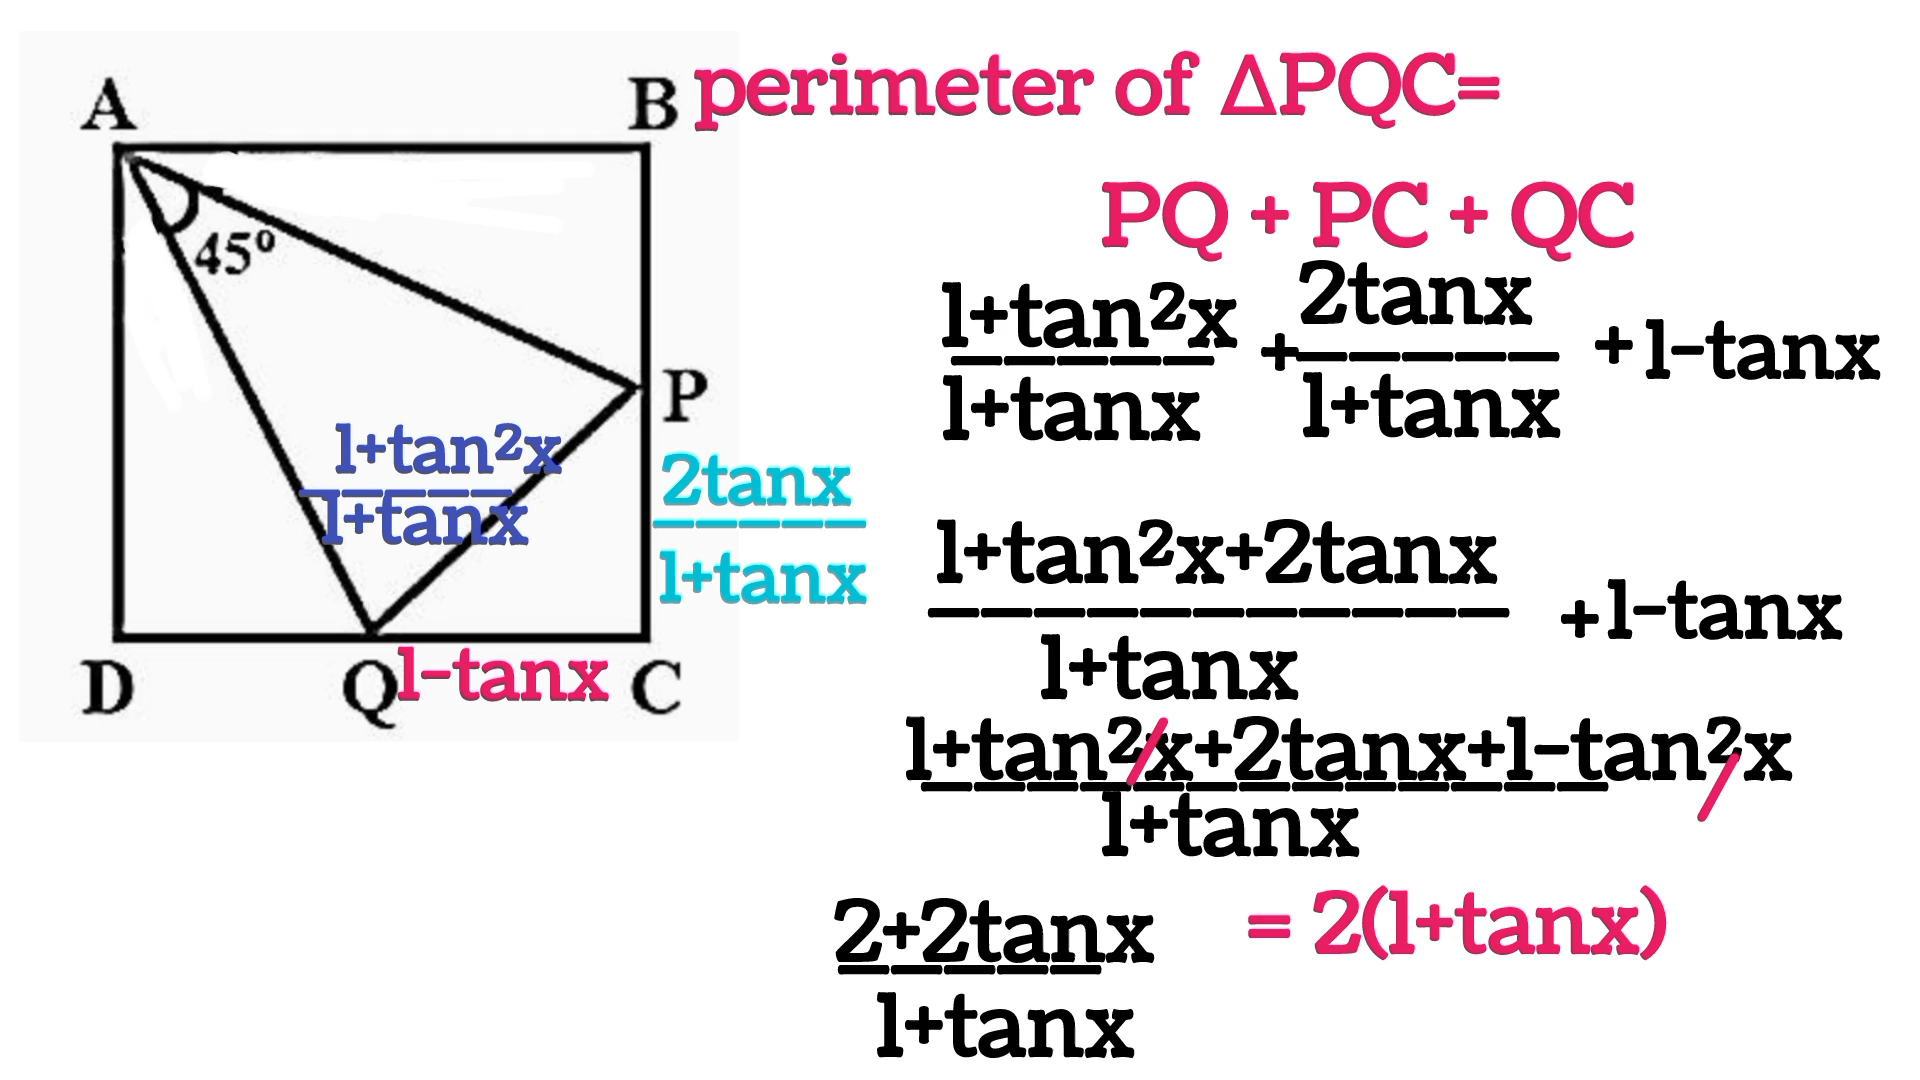 A
B
perimeter of ΔPQC=
PQ + PC + QC
45⁰
1+tan²x
1+tanx
+
2tanx
1+tanx
+1-tanx
P
1+tan²x
1+tanx
2tanx
1+tanx
1+tan²x+2tanx
1+tanx
+1-tanx
D
Q
1-tanx
C
1+tan²x+2tanx+1-tan²x
1+tanx
2+2tanx
1+tanx
= 2(1+tanx)